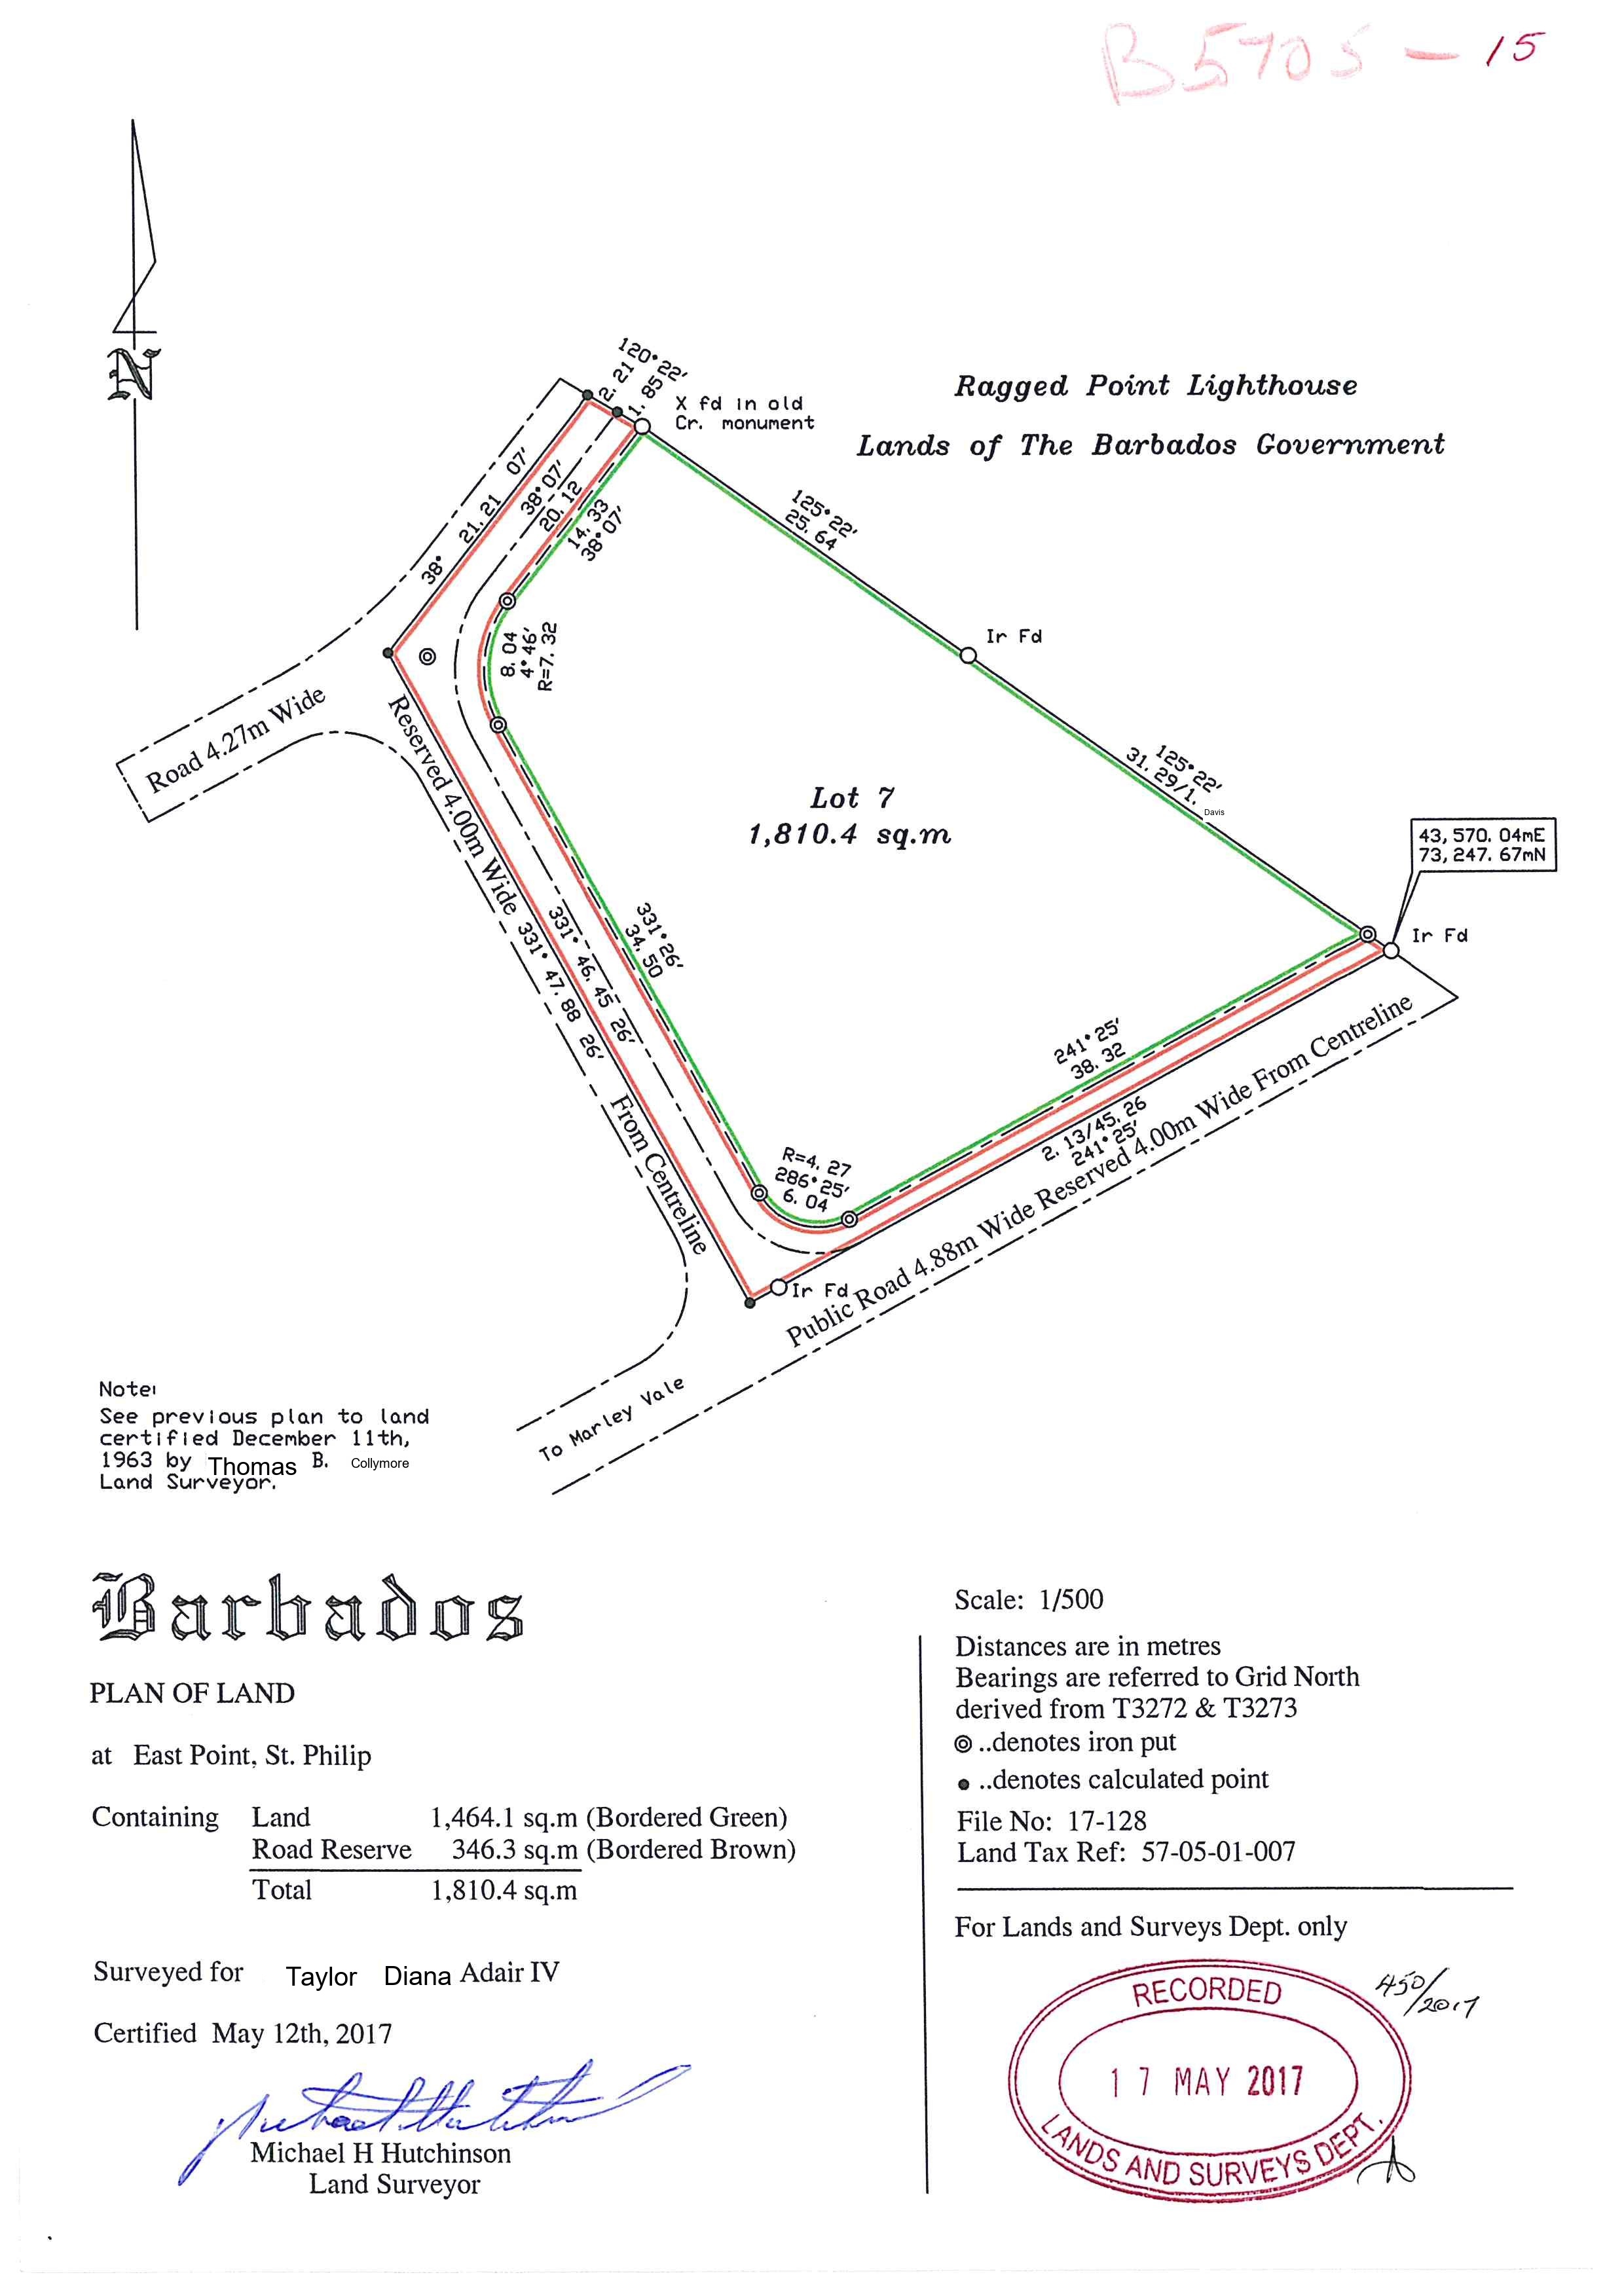 B5705 - 15
N
120°22'
2.21
1.85
X fd in old
Cr. monument
Ragged Point Lighthouse
Lands of The Barbados Government
38° 21.21 07'
38°07'
20.12
14.33
38°07'
125°22'
25.64
8.04
4°46'
R=7.32
Ir Fd
Road 4.27m Wide
Reserved 4.00m Wide 331° 47.88 26' From Centreline
125°22'
31.29/1.
Davis
Lot 7
1,810.4 sq.m
43,570.04mE
73,247.67mN
Ir Fd
331°26'
34.50
331° 46.45 26'
241°25'
38.32
2.13/45.26
241°25'
R=4.27
286°25'
6.04
Ir Fd
Public Road 4.88m Wide Reserved 4.00m Wide From Centreline
To Marley Vale
Note:
See previous plan to land
certified December 11th,
1963 by Thomas B. Collymore
Land Surveyor.
Barbados
PLAN OF LAND
at East Point, St. Philip
Containing Land 1,464.1 sq.m (Bordered Green)
Road Reserve 346.3 sq.m (Bordered Brown)
Total 1,810.4 sq.m
Surveyed for Taylor Diana Adair IV
Certified May 12th, 2017
Michael H Hutchinson
Land Surveyor
Scale: 1/500
Distances are in metres
Bearings are referred to Grid North
derived from T3272 & T3273
..denotes iron put
..denotes calculated point
File No: 17-128
Land Tax Ref: 57-05-01-007
For Lands and Surveys Dept. only
450/2017
RECORDED
17 MAY 2017
LANDS AND SURVEYS DEPT.